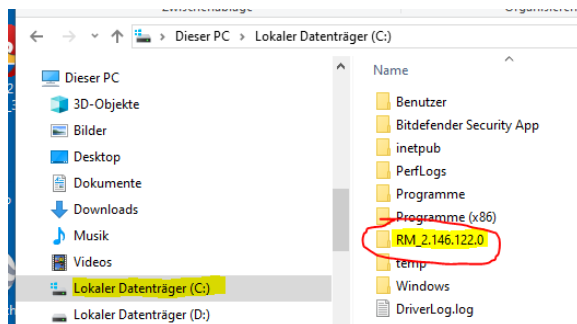 Dieser PC > Lokaler Datenträger (C:)
Dieser PC
3D-Objekte
Bilder
Desktop
Dokumente
Downloads
Musik
Videos
Lokaler Datenträger (C:)
Lokaler Datenträger (D:)
Name
Benutzer
Bitdefender Security App
inetpub
PerfLogs
Programme
Programme (x86)
RM_2.146.122.0
temp
Windows
DriverLog.log